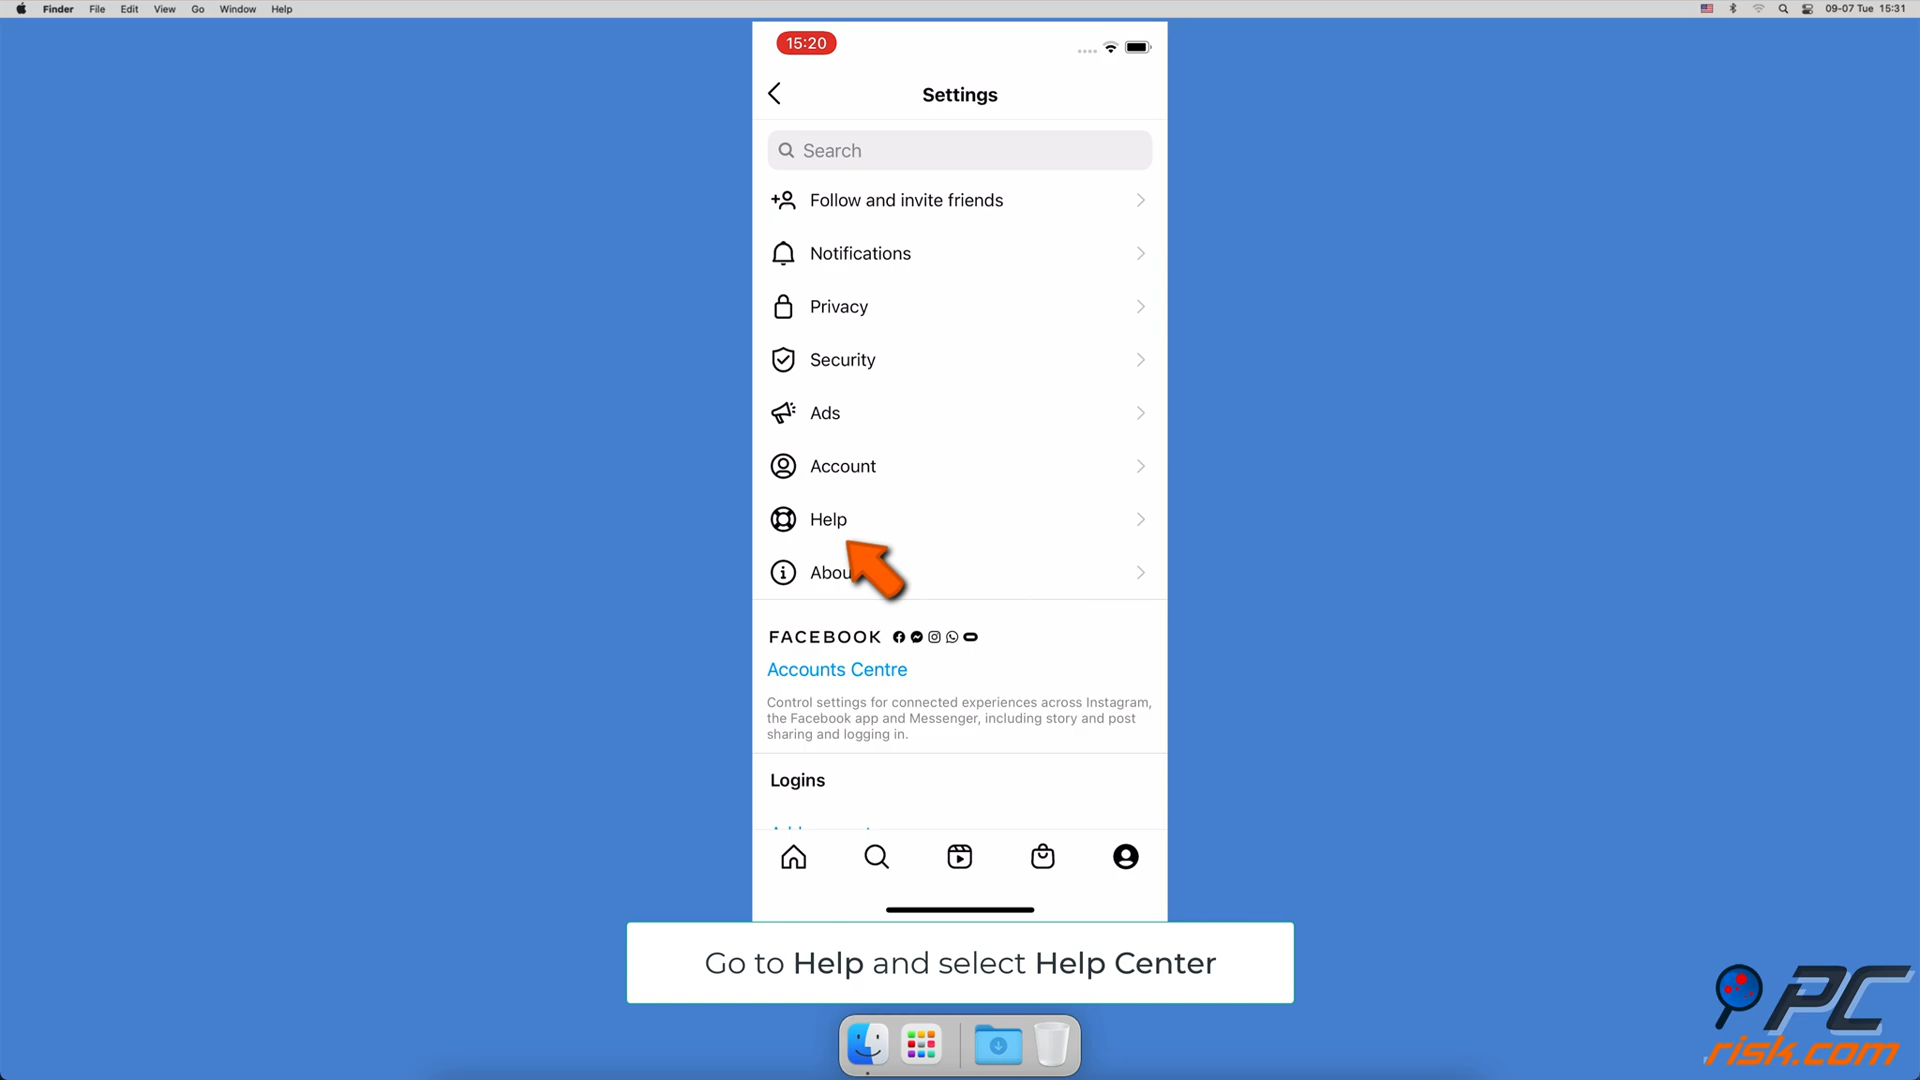 Finder File Edit View Go Window Help
09-07 Tue 15:31
15:20
Settings
Search
Follow and invite friends
Notifications
Privacy
Security
Ads
Account
Help
Abou
FACEBOOK
Accounts Centre
Control settings for connected experiences across Instagram,
the Facebook app and Messenger, including story and post
sharing and logging in.
Logins
Go to Help and select Help Center
PC
risk.com